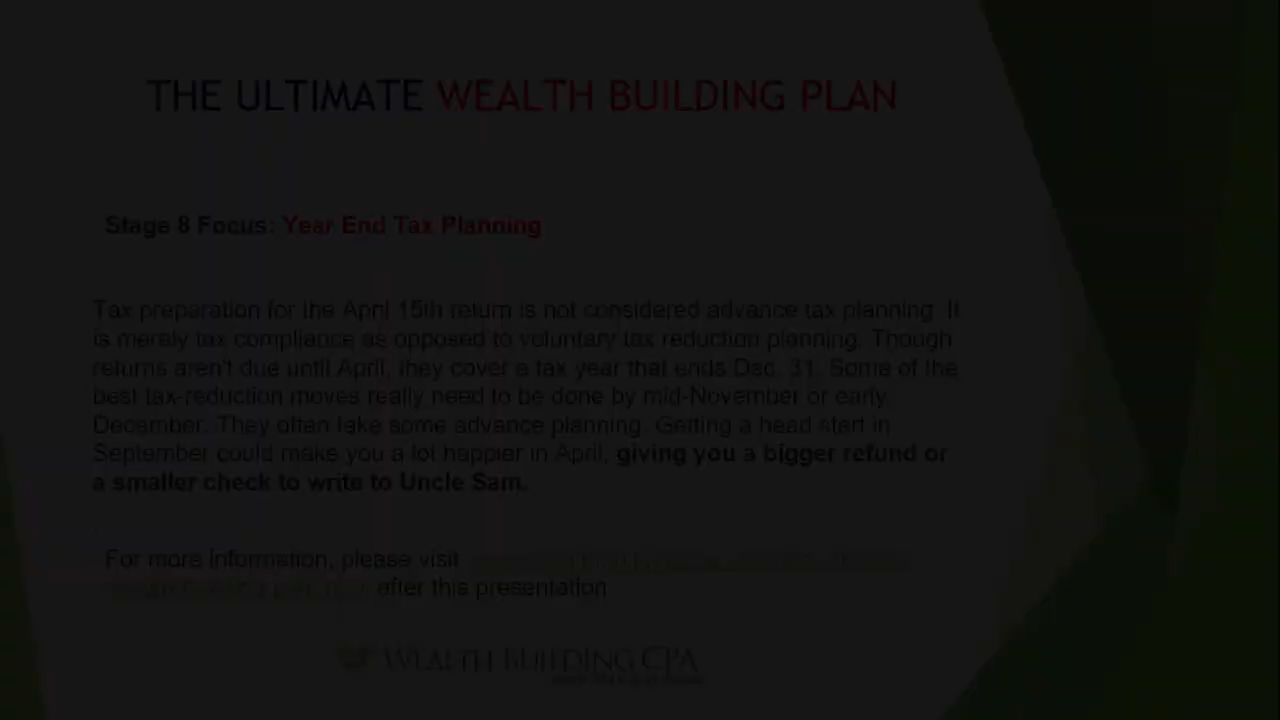 THE ULTIMATE WEALTH BUILDING PLAN
Stage 8 Focus: Year End Tax Planning
Tax preparation for the April 15th return is not considered advance tax planning. It
is merely tax compliance as opposed to voluntary tax reduction planning. Though
returns aren't due until April, they cover a tax year that ends Dec. 31. Some of the
best tax-reduction moves really need to be done by mid-November or early
December. They often take some advance planning. Getting a head start in
September could make you a lot happier in April, giving you a bigger refund or
a smaller check to write to Uncle Sam.
For more information, please visit
after this presentation
WEALTH BUILDING CPA